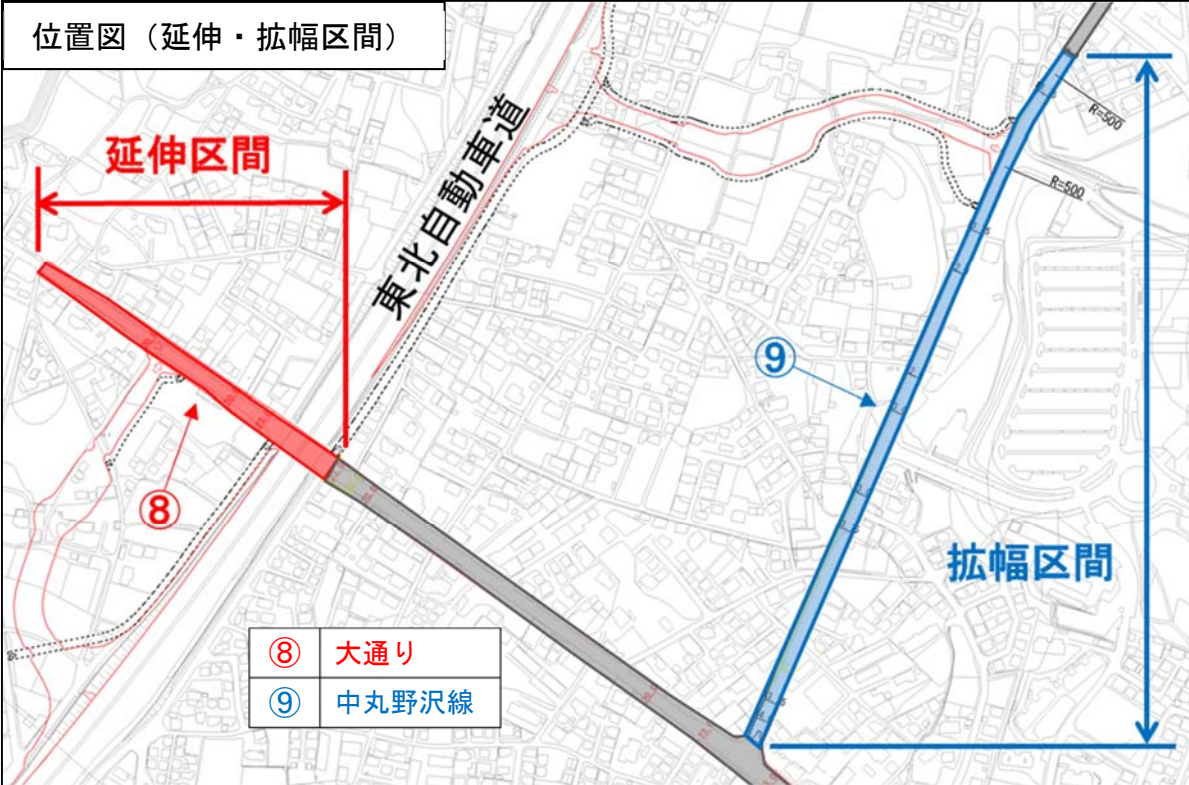 位置図（延伸・拡幅区間）
延伸区間
東北自動車道
R=500
R=500
⑨
⑧
拡幅区間
⑧ 大通り
⑨ 中丸野沢線